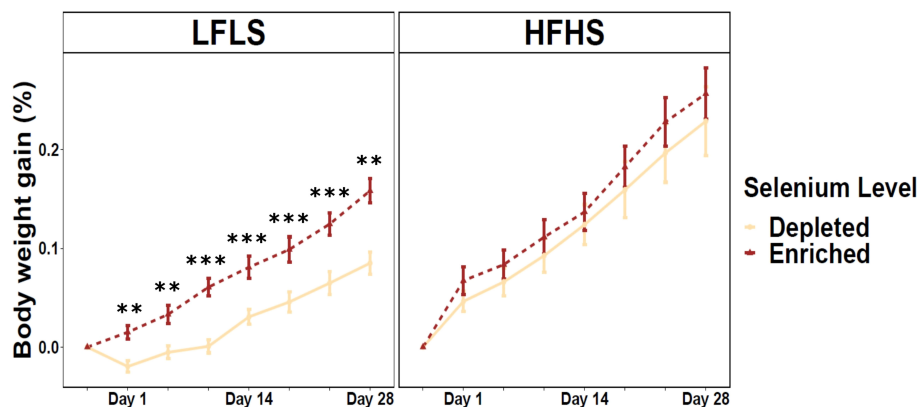 LFLS
HFHS
Body weight gain (%)
0.2
0.1
0.0
**
**
***
***
***
***
**
Day 1
Day 14
Day 28
Day 1
Day 14
Day 28
Selenium Level
Depleted
Enriched